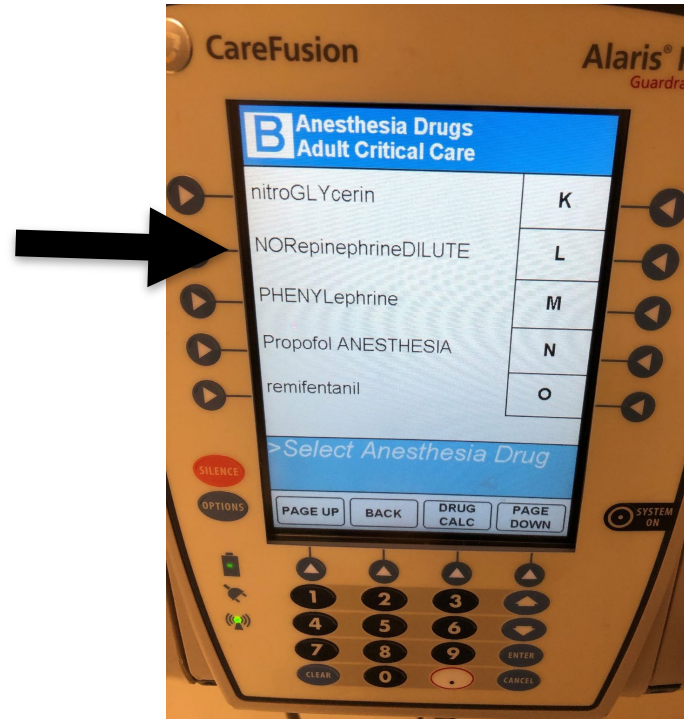 CareFusion
Alaris®
Guardra
B Anesthesia Drugs
Adult Critical Care
nitroGLYcerin K
NORepinephrineDILUTE L
PHENYLephrine M
Propofol ANESTHESIA N
remifentanil O
>Select Anesthesia Drug
PAGE UP BACK DRUG CALC PAGE DOWN
SILENCE
OPTIONS
SYSTEM ON
1 2 3
4 5 6
7 8 9 ENTER
CLEAR 0 . CANCEL